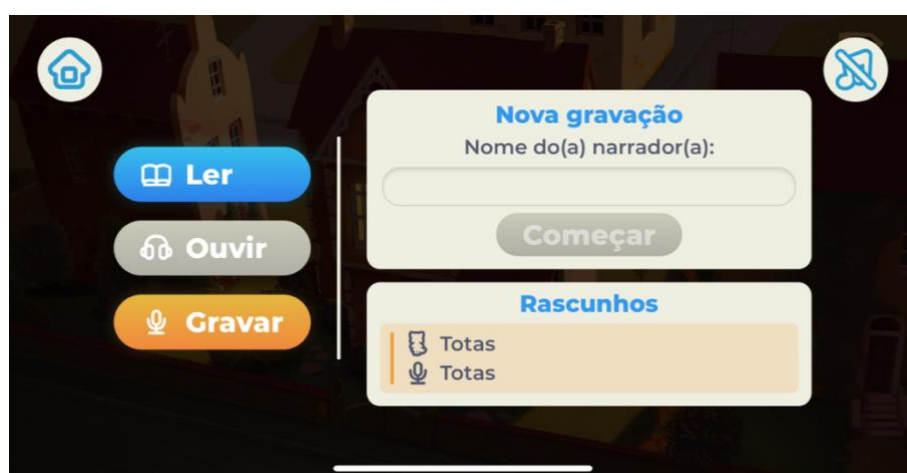 Ler
Ouvir
Gravar
Nova gravação
Nome do(a) narrador(a):
Começar
Rascunhos
Totas
Totas